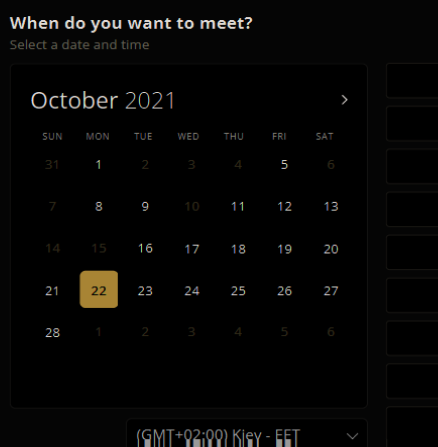 When do you want to meet?
Select a date and time
October 2021
SUN MON TUE WED THU FRI SAT
31 1 2 3 4 5 6
7 8 9 10 11 12 13
14 15 16 17 18 19 20
21 22 23 24 25 26 27
28 1 2 3 4 5 6
(GMT+02:00) Kiev - EET